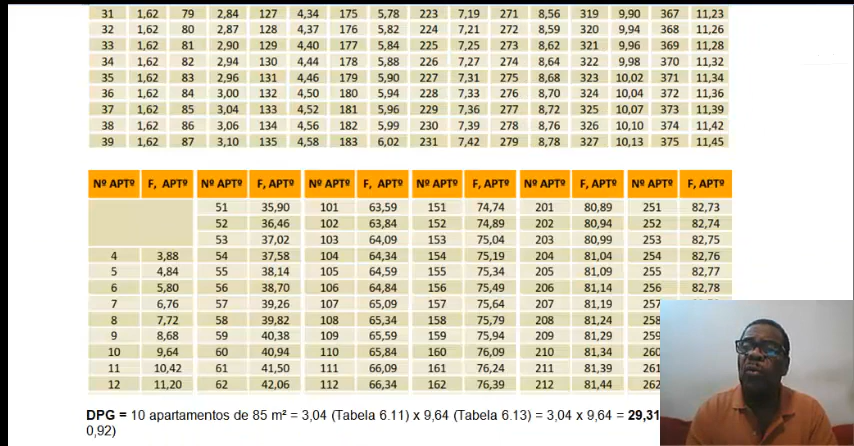 31 1,62 79 2,84 127 4,34 175 5,78 223 7,19 271 8,56 319 9,90 367 11,23
32 1,62 80 2,87 128 4,37 176 5,82 224 7,21 272 8,59 320 9,94 368 11,26
33 1,62 81 2,90 129 4,40 177 5,84 225 7,25 273 8,62 321 9,96 369 11,28
34 1,62 82 2,94 130 4,44 178 5,88 226 7,27 274 8,64 322 9,98 370 11,32
35 1,62 83 2,96 131 4,46 179 5,90 227 7,31 275 8,68 323 10,02 371 11,34
36 1,62 84 3,00 132 4,50 180 5,94 228 7,33 276 8,70 324 10,04 372 11,36
37 1,62 85 3,04 133 4,52 181 5,96 229 7,36 277 8,72 325 10,07 373 11,39
38 1,62 86 3,06 134 4,56 182 5,99 230 7,39 278 8,76 326 10,10 374 11,42
39 1,62 87 3,10 135 4,58 183 6,02 231 7,42 279 8,78 327 10,13 375 11,45
Nº APTº F, APTº Nº APTº F, APTº Nº APTº F, APTº Nº APTº F, APTº Nº APTº F, APTº Nº APTº F, APTº
51 35,90 101 63,59 151 74,74 201 80,89 251 82,73
52 36,46 102 63,84 152 74,89 202 80,94 252 82,74
53 37,02 103 64,09 153 75,04 203 80,99 253 82,75
4 3,88 54 37,58 104 64,34 154 75,19 204 81,04 254 82,76
5 4,84 55 38,14 105 64,59 155 75,34 205 81,09 255 82,77
6 5,80 56 38,70 106 64,84 156 75,49 206 81,14 256 82,78
7 6,76 57 39,26 107 65,09 157 75,64 207 81,19 257
8 7,72 58 39,82 108 65,34 158 75,79 208 81,24 258
9 8,68 59 40,38 109 65,59 159 75,94 209 81,29 259
10 9,64 60 40,94 110 65,84 160 76,09 210 81,34 260
11 10,42 61 41,50 111 66,09 161 76,24 211 81,39 261
12 11,20 62 42,06 112 66,34 162 76,39 212 81,44 262
DPG = 10 apartamentos de 85 m² = 3,04 (Tabela 6.11) x 9,64 (Tabela 6.13) = 3,04 x 9,64 = 29,31
0,92)